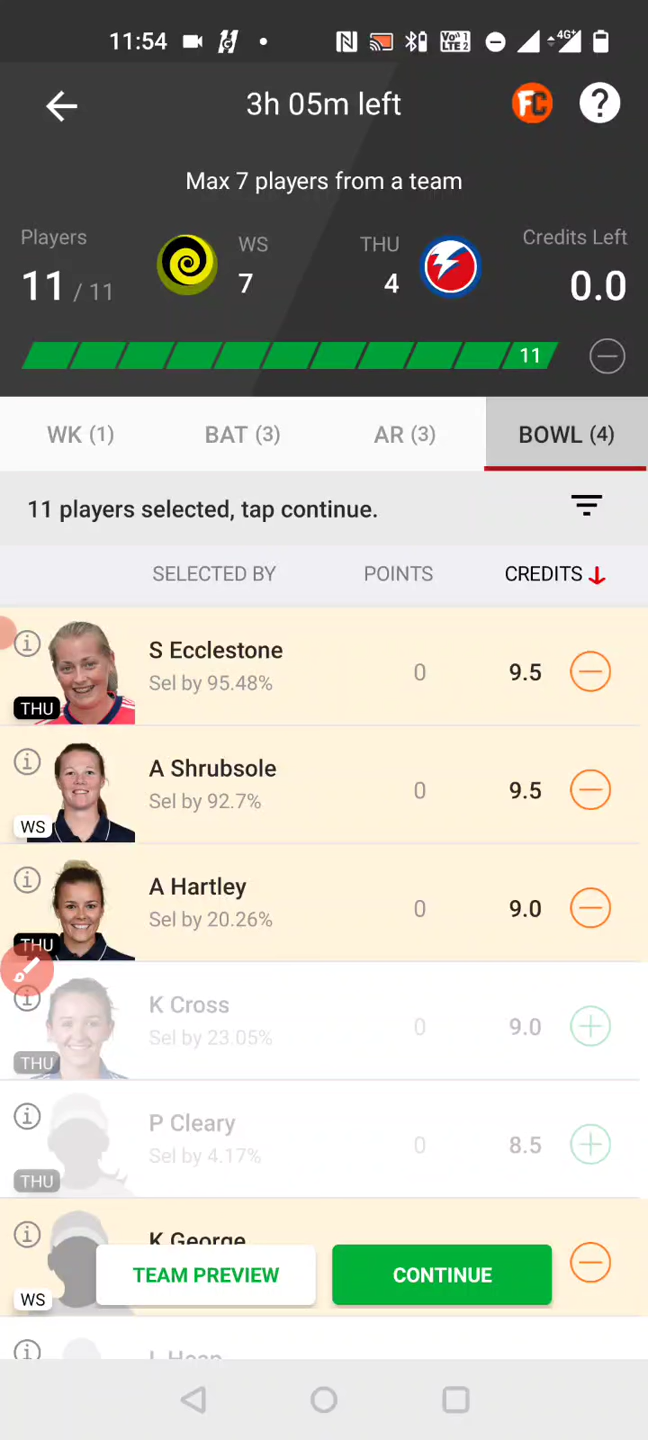 11:54
VoLTE 1 2
4G+
3h 05m left
FC
?
Max 7 players from a team
Players
WS
THU
Credits Left
11 / 11
7
4
0.0
11
WK (1)
BAT (3)
AR (3)
BOWL (4)
11 players selected, tap continue.
SELECTED BY
POINTS
CREDITS
S Ecclestone
Sel by 95.48%
0
9.5
THU
A Shrubsole
Sel by 92.7%
0
9.5
WS
A Hartley
Sel by 20.26%
0
9.0
THU
K Cross
Sel by 23.05%
0
9.0
THU
P Cleary
Sel by 4.17%
0
8.5
THU
K George
WS
TEAM PREVIEW
CONTINUE